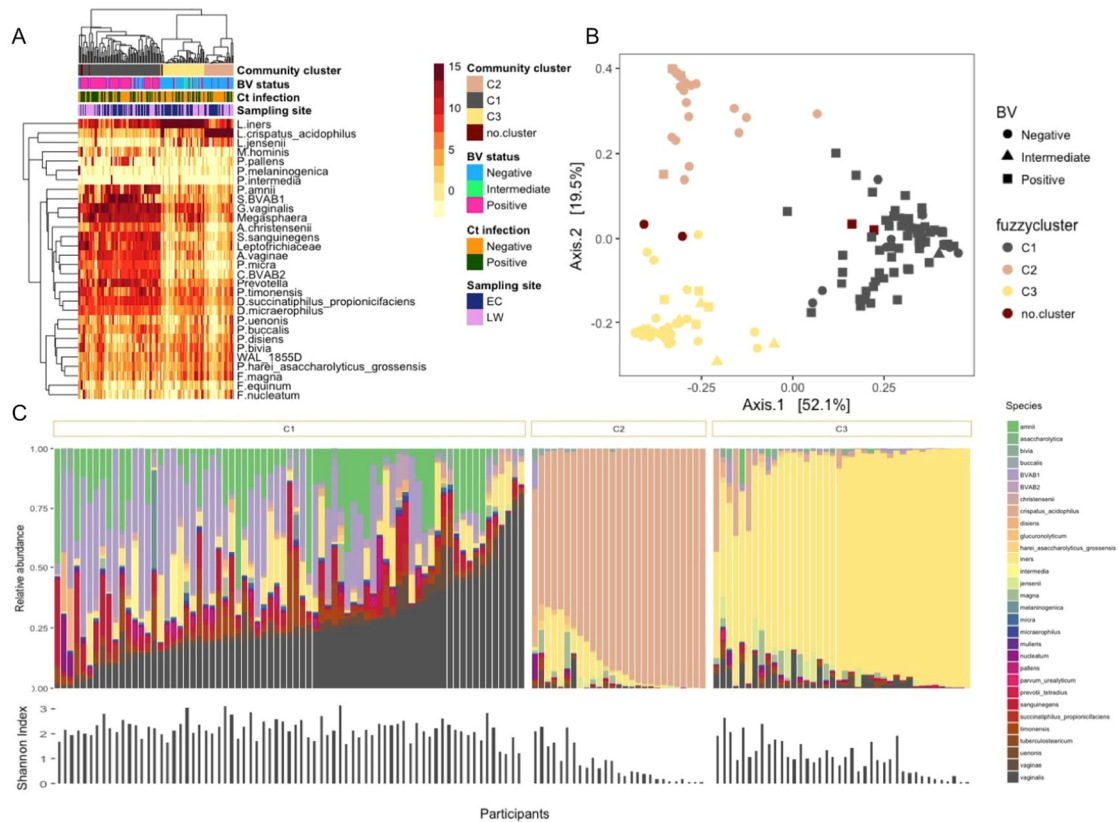 A
Community cluster
BV status
Ct infection
Sampling site
L.iners
L.crispatus_acidophilus
L.jensenii
M.hominis
P.pallens
P.melaninogenica
P.intermedia
P.amnii
S.BVAB1
G.vaginalis
Megasphaera
A.christensenii
S.sanguinegens
Leptotrichiaceae
A.vaginae
P.micra
C.BVAB2
Prevotella
P.timonensis
D.succinatiphilus_propionicifaciens
D.micraerophilus
P.uenonis
P.buccalis
P.disiens
P.bivia
WAL_1855D
P.harei_asaccharolyticus_grossensis
F.magna
F.equinum
F.nucleatum
15
10
5
0
Community cluster
C2
C1
C3
no.cluster
BV status
Negative
Intermediate
Positive
Ct infection
Negative
Positive
Sampling site
EC
LW
B
0.4
0.2
0.0
-0.2
Axis.2 [19.5%]
-0.25
0.00
0.25
Axis.1 [52.1%]
BV
Negative
Intermediate
Positive
fuzzycluster
C1
C2
C3
no.cluster
C
C1
C2
C3
1.00
0.75
0.50
0.25
0.00
Relative abundance
3
2
1
0
Shannon Index
Participants
Species
amnii
asaccharolytica
bivia
buccalis
BVAB1
BVAB2
christensenii
crispatus_acidophilus
disiens
glucuronolyticum
harei_asaccharolyticus_grossensis
iners
intermedia
jensenii
magna
melaninogenica
micra
micraerophilus
mulieris
nucleatum
pallens
parvum_urealyticum
prevotii_tetradius
sanguinegens
succinatiphilus_propionicifaciens
timonensis
tuberculostearicum
uenonis
vaginae
vaginalis